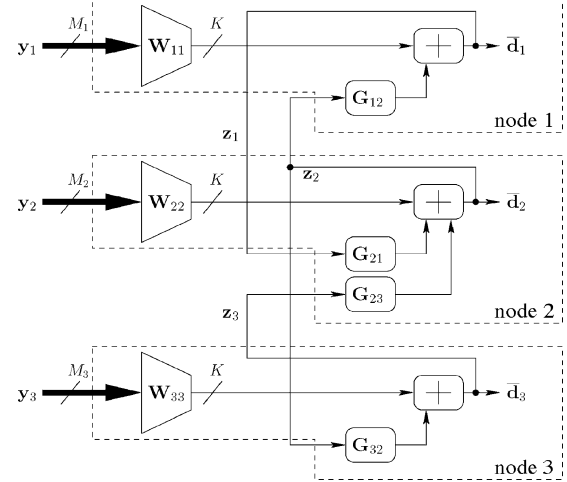 M₁
y₁ W₁₁ K + d̅₁
G₁₂
node 1
z₁
z₂
M₂
y₂ W₂₂ K + d̅₂
G₂₁
G₂₃
node 2
z₃
M₃
y₃ W₃₃ K + d̅₃
G₃₂
node 3